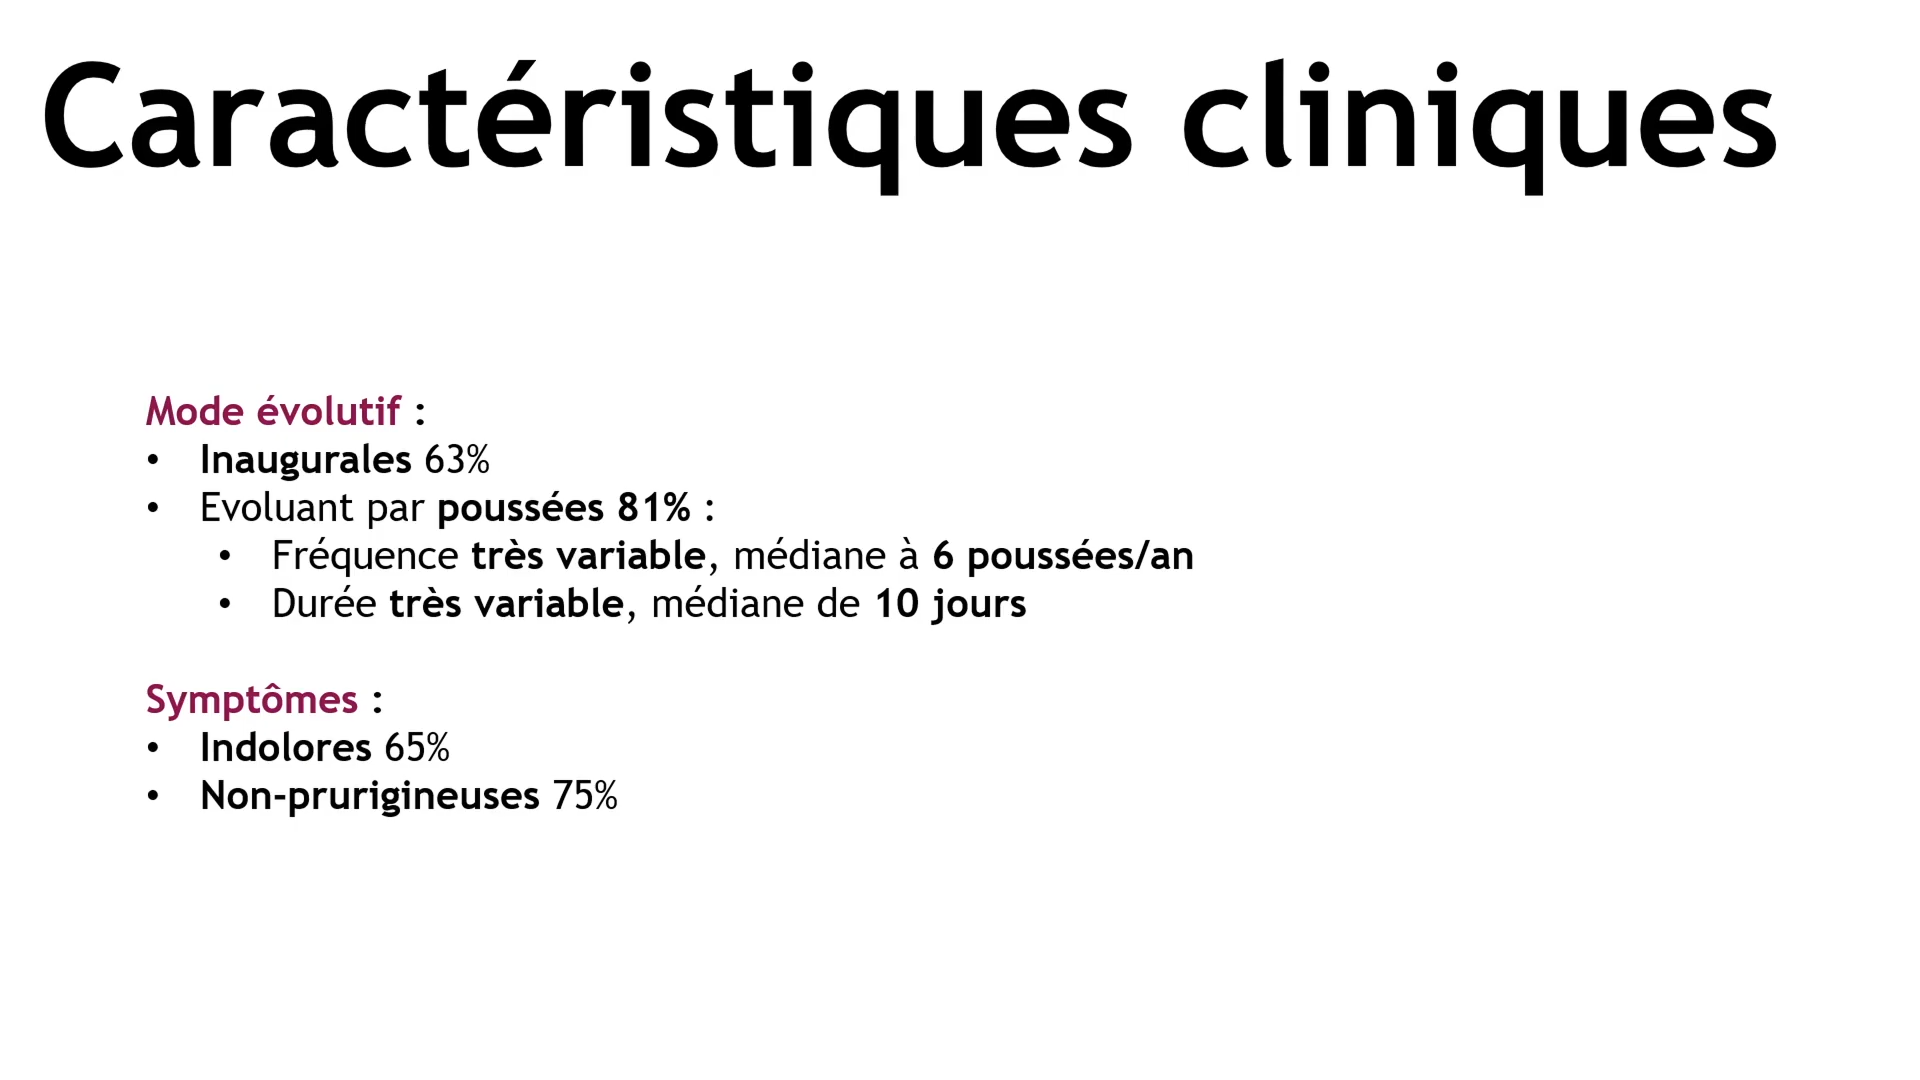 Caractéristiques cliniques
Mode évolutif :
• Inaugurales 63%
• Evoluant par poussées 81% :
• Fréquence très variable, médiane à 6 poussées/an
• Durée très variable, médiane de 10 jours
Symptômes :
• Indolores 65%
• Non-prurigineuses 75%